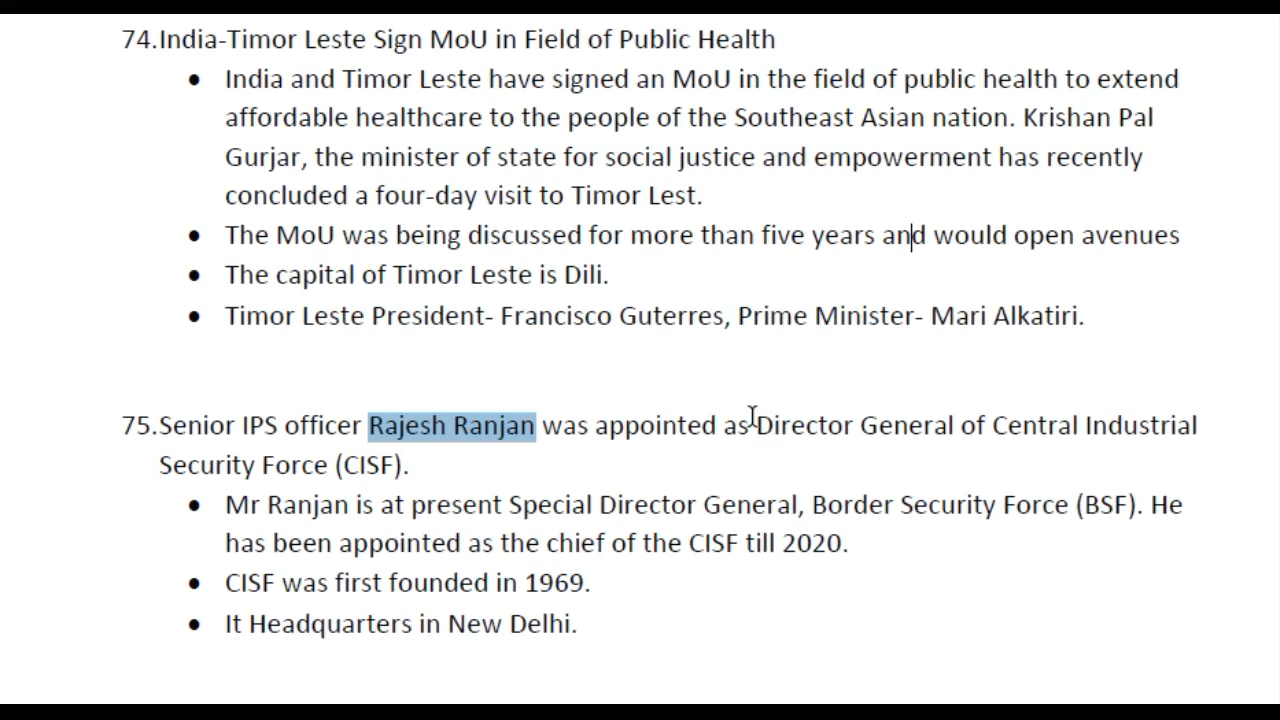 74.India-Timor Leste Sign MoU in Field of Public Health
• India and Timor Leste have signed an MoU in the field of public health to extend
affordable healthcare to the people of the Southeast Asian nation. Krishan Pal
Gurjar, the minister of state for social justice and empowerment has recently
concluded a four-day visit to Timor Lest.
• The MoU was being discussed for more than five years and would open avenues
• The capital of Timor Leste is Dili.
• Timor Leste President- Francisco Guterres, Prime Minister- Mari Alkatiri.
75.Senior IPS officer Rajesh Ranjan was appointed as Director General of Central Industrial
Security Force (CISF).
• Mr Ranjan is at present Special Director General, Border Security Force (BSF). He
has been appointed as the chief of the CISF till 2020.
• CISF was first founded in 1969.
• It Headquarters in New Delhi.